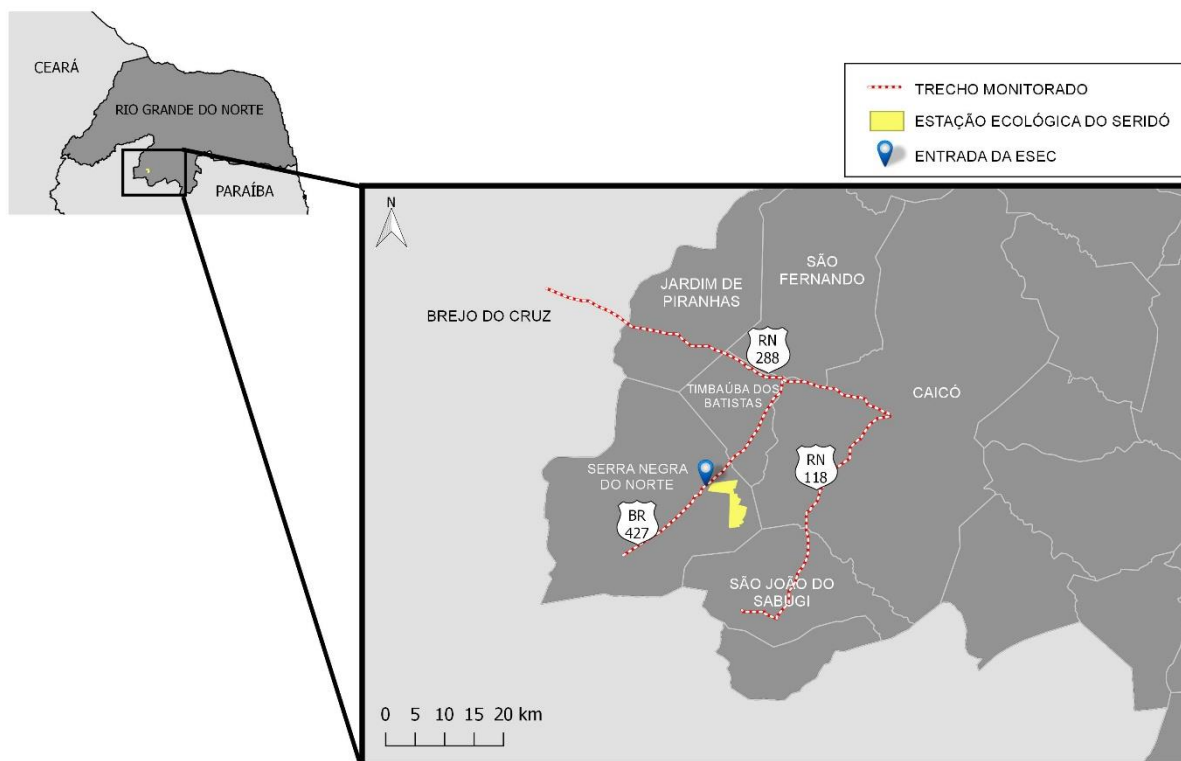 CEARÁ
RIO GRANDE DO NORTE
PARAÍBA
TRECHO MONITORADO
ESTAÇÃO ECOLÓGICA DO SERIDÓ
ENTRADA DA ESEC
N
SÃO
FERNANDO
JARDIM DE
PIRANHAS
BREJO DO CRUZ
RN
288
TIMBAÚBA DOS
BATISTAS
CAICÓ
SERRA NEGRA
DO NORTE
RN
118
BR
427
SÃO JOÃO DO
SABUGI
0 5 10 15 20 km